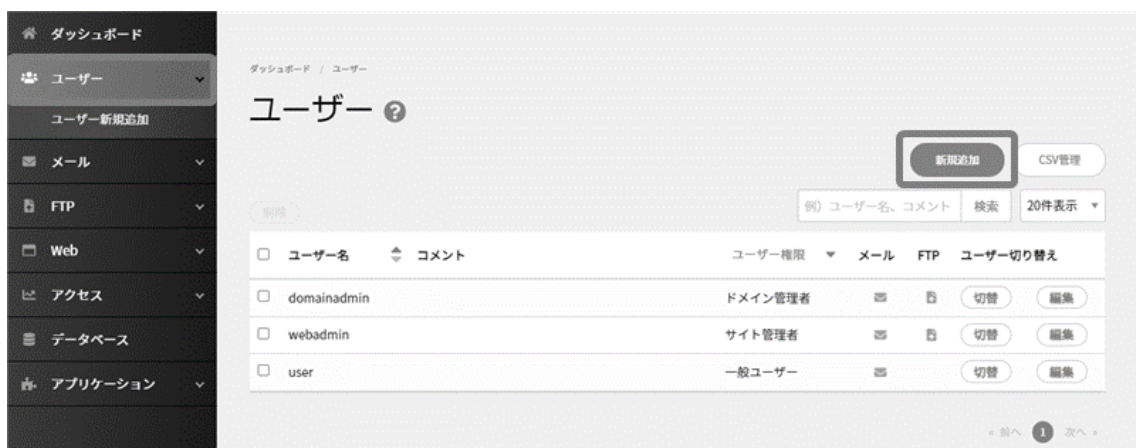 ダッシュボード
ユーザー
ユーザー新規追加
メール
FTP
Web
アクセス
データベース
アプリケーション
ダッシュボード / ユーザー
ユーザー ?
新規追加 CSV管理
削除 例）ユーザー名、コメント 検索 20件表示
ユーザー名 コメント ユーザー権限 メール FTP ユーザー切り替え
domainadmin ドメイン管理者 切替 編集
webadmin サイト管理者 切替 編集
user 一般ユーザー 切替 編集
« 前へ 1 次へ »